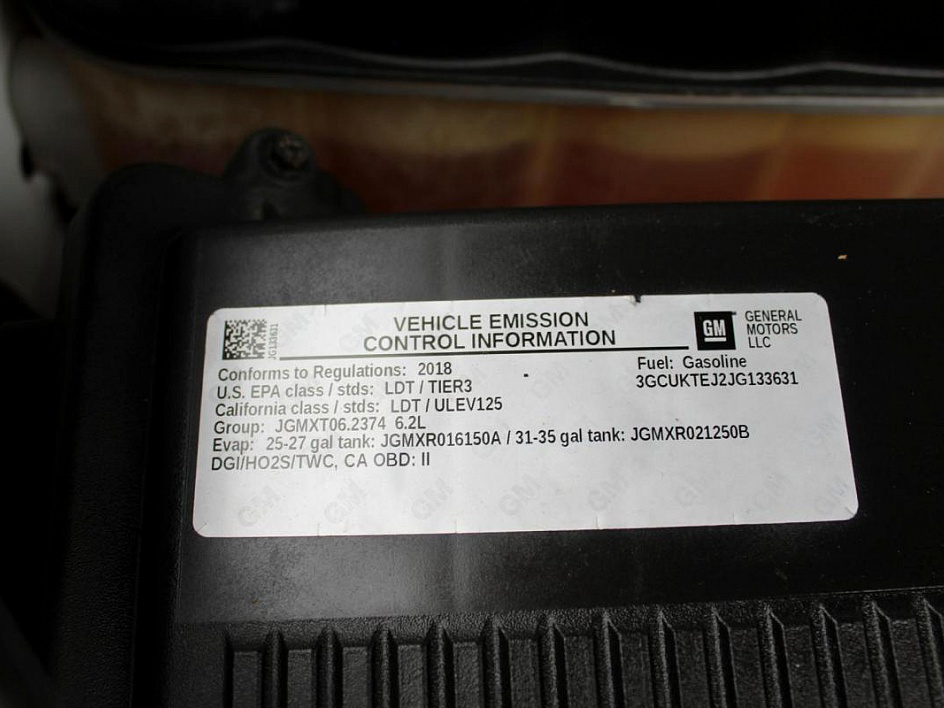 JG133631
VEHICLE EMISSION
CONTROL INFORMATION
GM
GENERAL
MOTORS
LLC
Conforms to Regulations: 2018
U.S. EPA class / stds: LDT / TIER3
California class / stds: LDT / ULEV125
Group: JGMXT06.2374 6.2L
Evap: 25-27 gal tank: JGMXR016150A / 31-35 gal tank: JGMXR021250B
DGI/HO2S/TWC, CA OBD: II
Fuel: Gasoline
3GCUKTEJ2JG133631